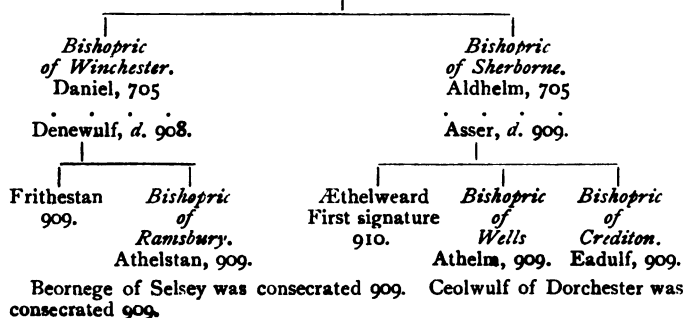 Bishopric Bishopric
of Winchester. of Sherborne.
Daniel, 705 Aldhelm, 705
. . . . . . . .
Denewulf, d. 908. Asser, d. 909.
Frithestan Bishopric Æthelweard Bishopric Bishopric
909. of First signature of of
Ramsbury. 910. Wells Crediton.
Athelstan, 909. Athelm, 909. Eadulf, 909.
Beornege of Selsey was consecrated 909. Ceolwulf of Dorchester was
consecrated 909.